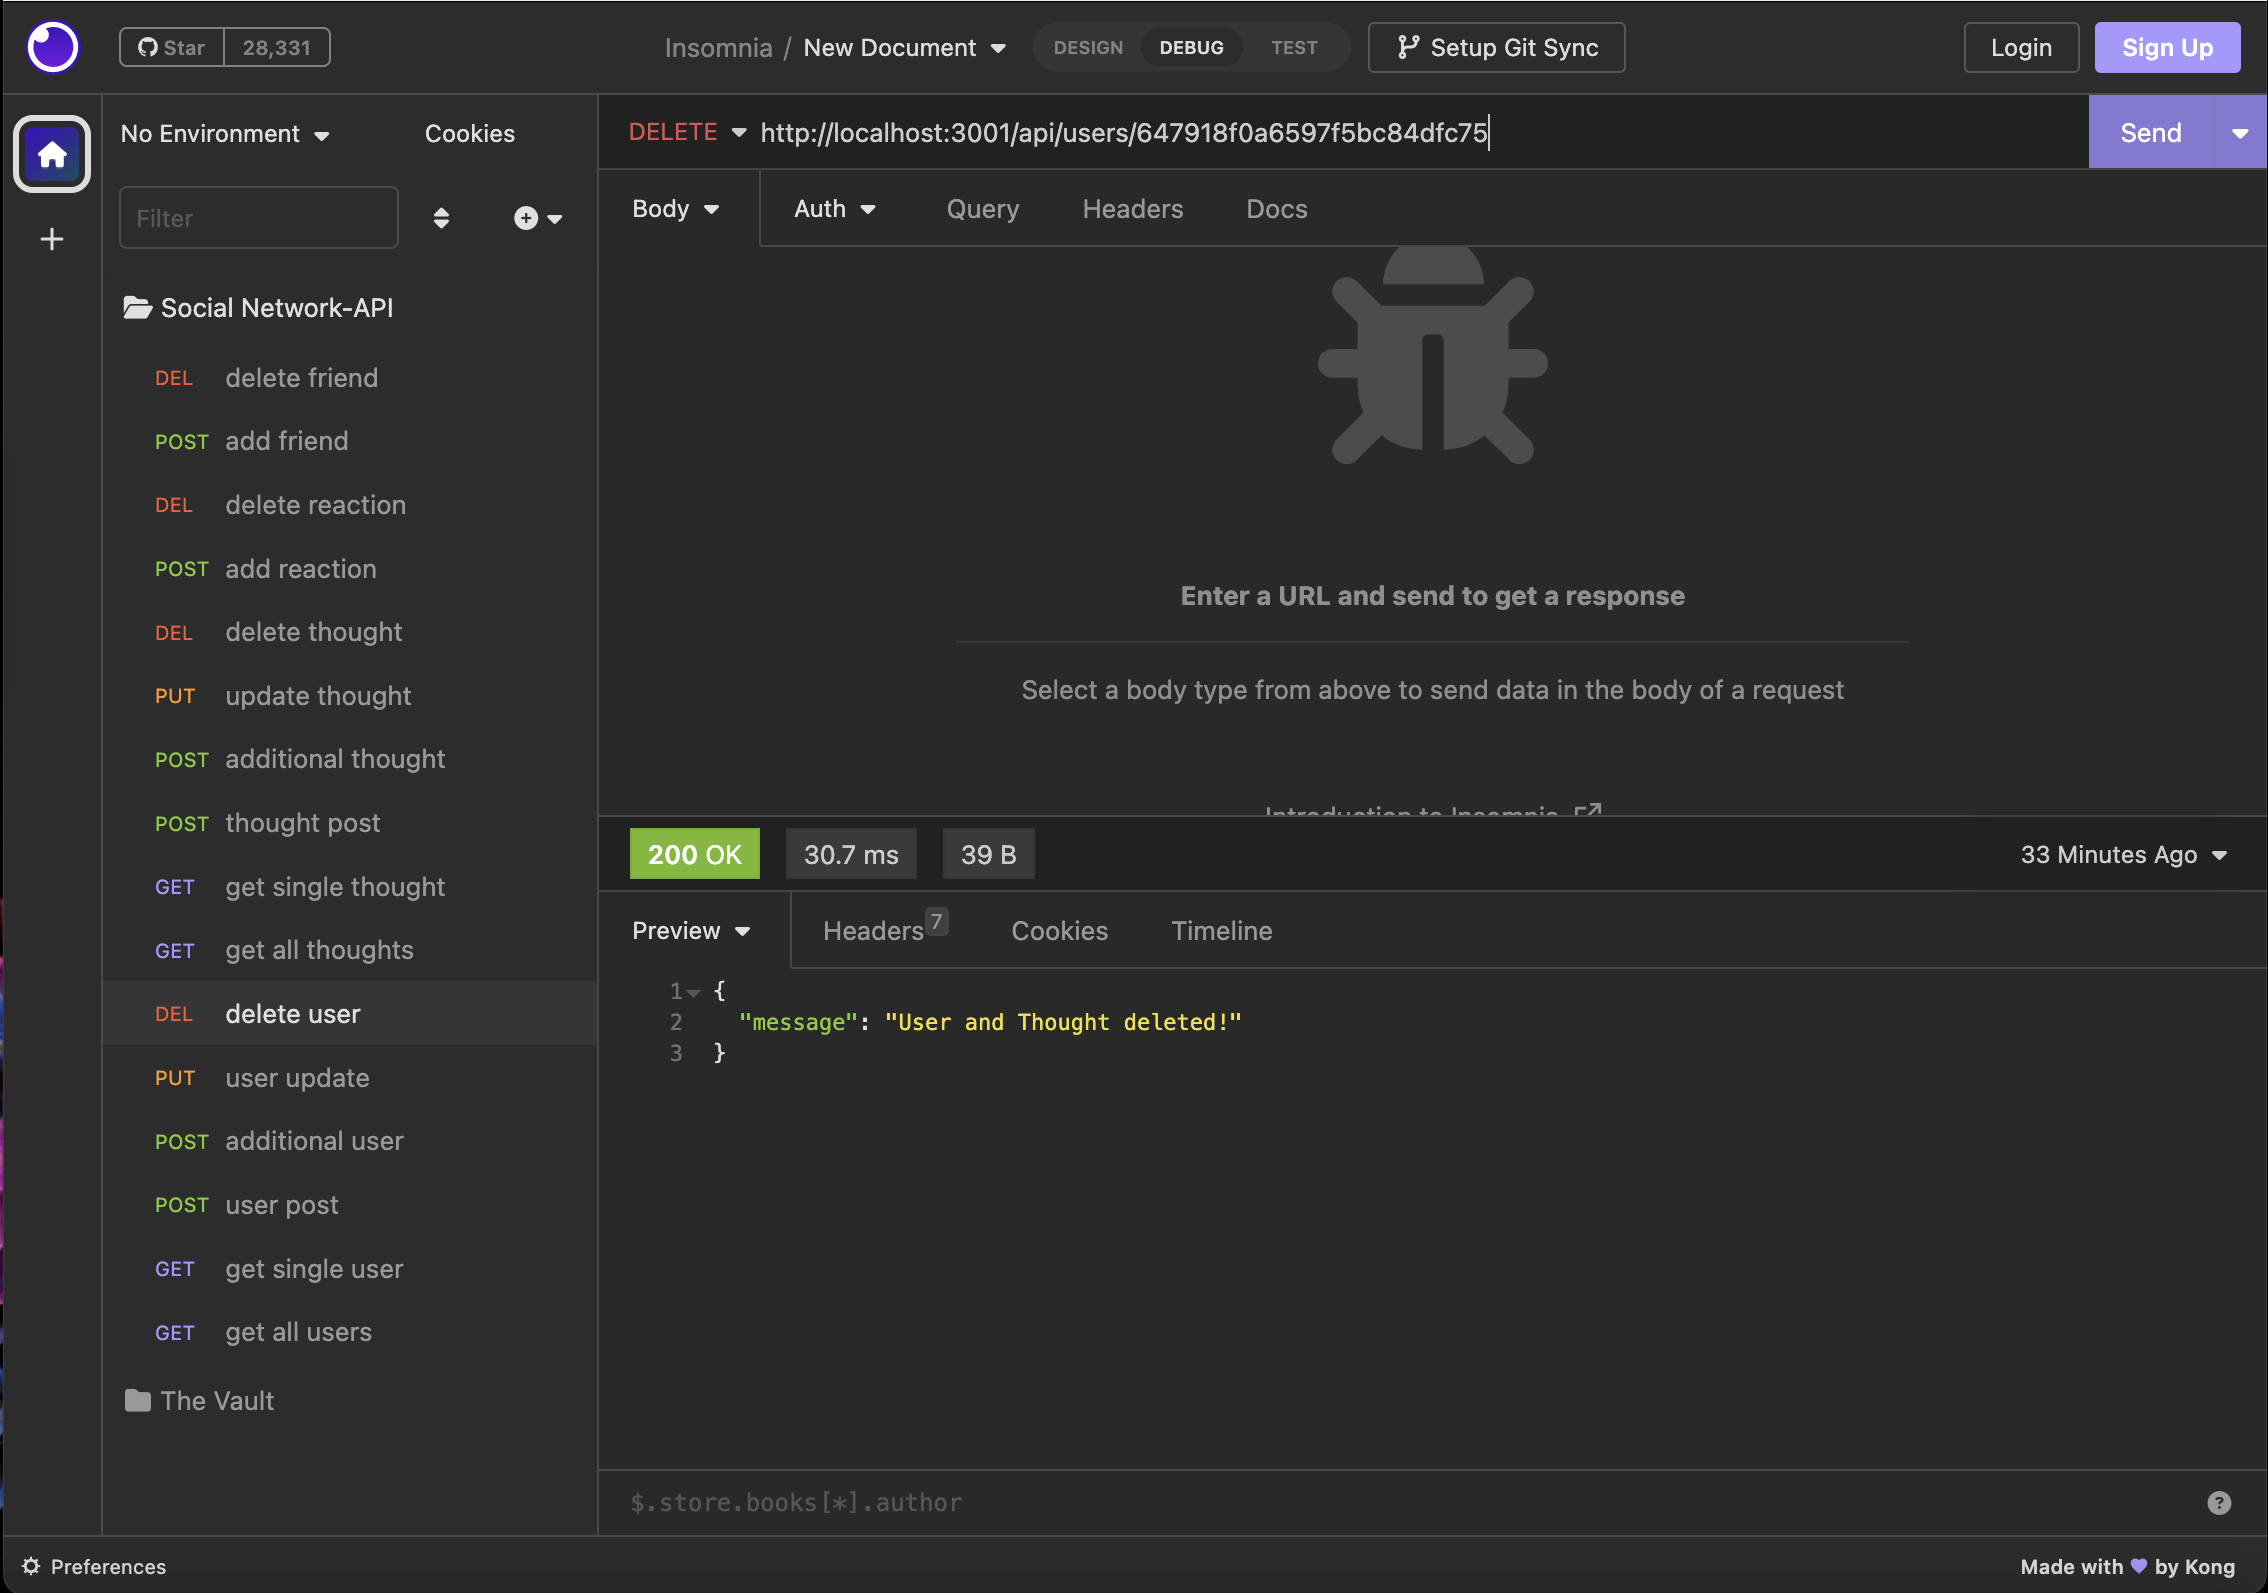 Star 28,331
Insomnia / New Document
DESIGN DEBUG TEST
Setup Git Sync
Login
Sign Up
No Environment
Cookies
Filter
Social Network-API
DEL delete friend
POST add friend
DEL delete reaction
POST add reaction
DEL delete thought
PUT update thought
POST additional thought
POST thought post
GET get single thought
GET get all thoughts
DEL delete user
PUT user update
POST additional user
POST user post
GET get single user
GET get all users
The Vault
DELETE http://localhost:3001/api/users/647918f0a6597f5bc84dfc75
Send
Body Auth Query Headers Docs
Enter a URL and send to get a response
Select a body type from above to send data in the body of a request
Introduction to Insomnia
200 OK 30.7 ms 39 B
33 Minutes Ago
Preview Headers 7 Cookies Timeline
1 {
2 "message": "User and Thought deleted!"
3 }
$.store.books[*].author
?
Preferences
Made with 💜 by Kong